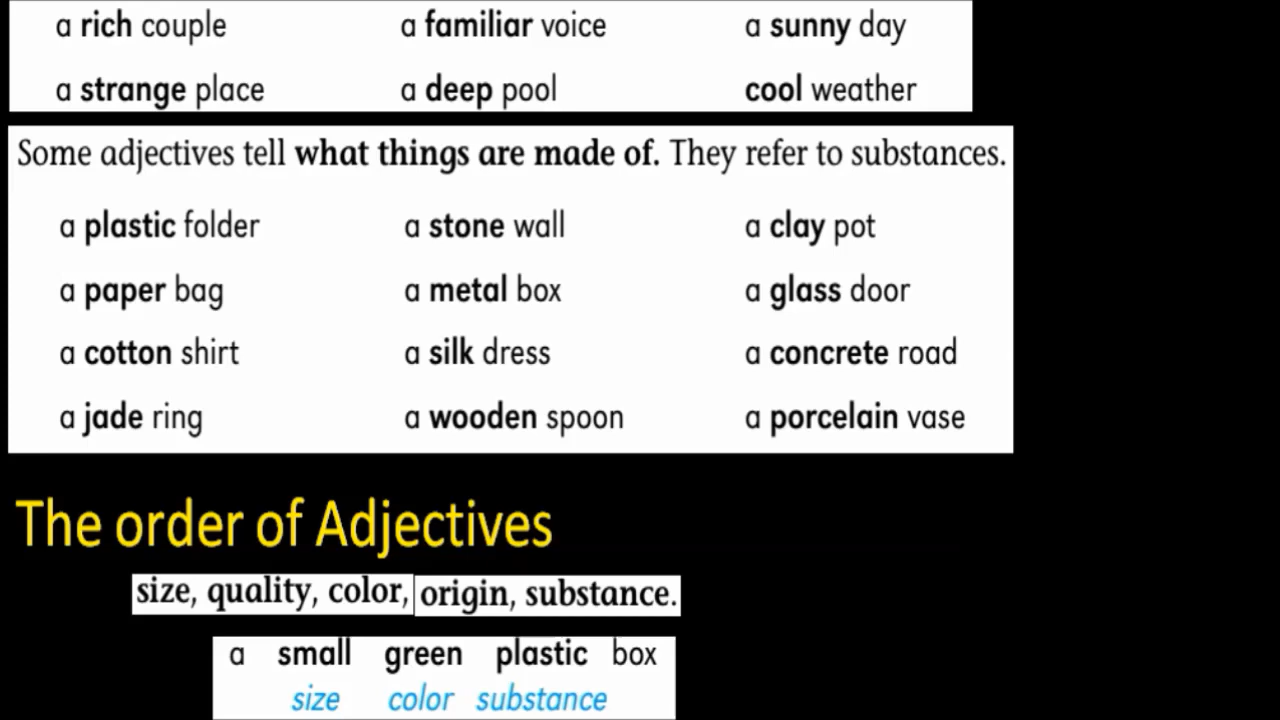 a rich couple a familiar voice a sunny day
a strange place a deep pool cool weather
Some adjectives tell what things are made of. They refer to substances.
a plastic folder a stone wall a clay pot
a paper bag a metal box a glass door
a cotton shirt a silk dress a concrete road
a jade ring a wooden spoon a porcelain vase
The order of Adjectives
size, quality, color, origin, substance.
a small green plastic box
size color substance